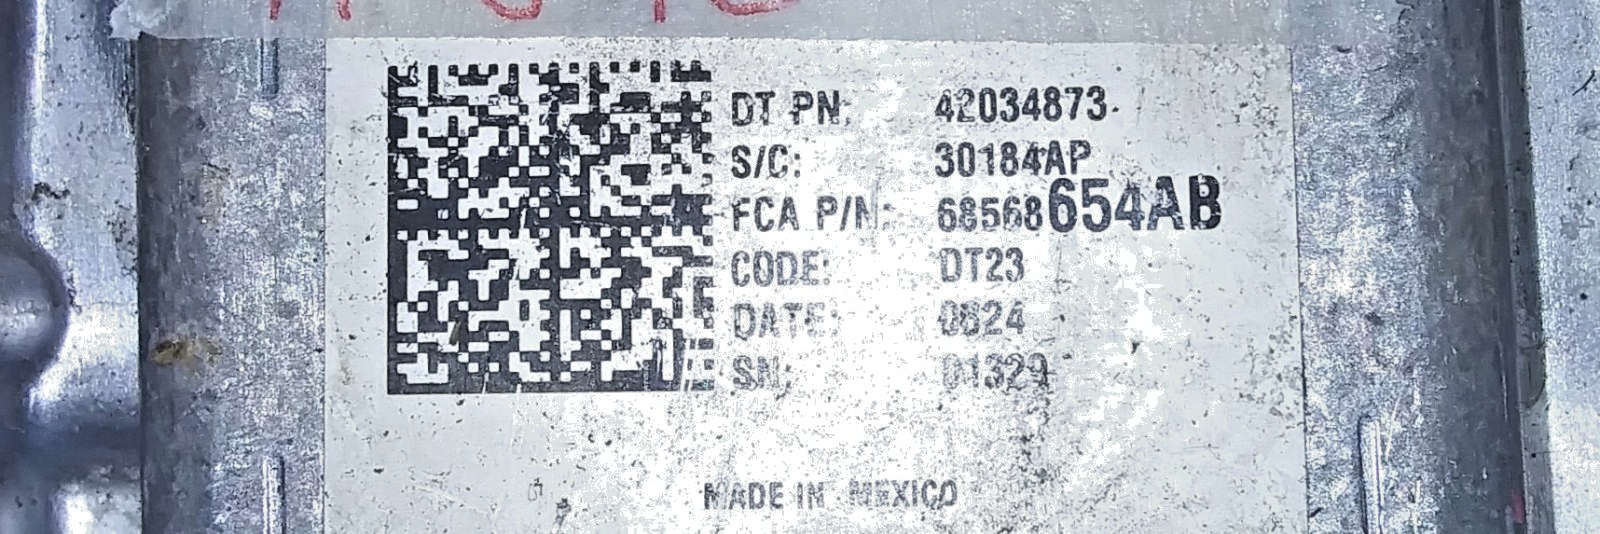 DT PN: 42034873
S/C: 30184AP
FCA P/N: 68568654AB
CODE: DT23
DATE: 0824
SN: 01329
MADE IN MEXICO